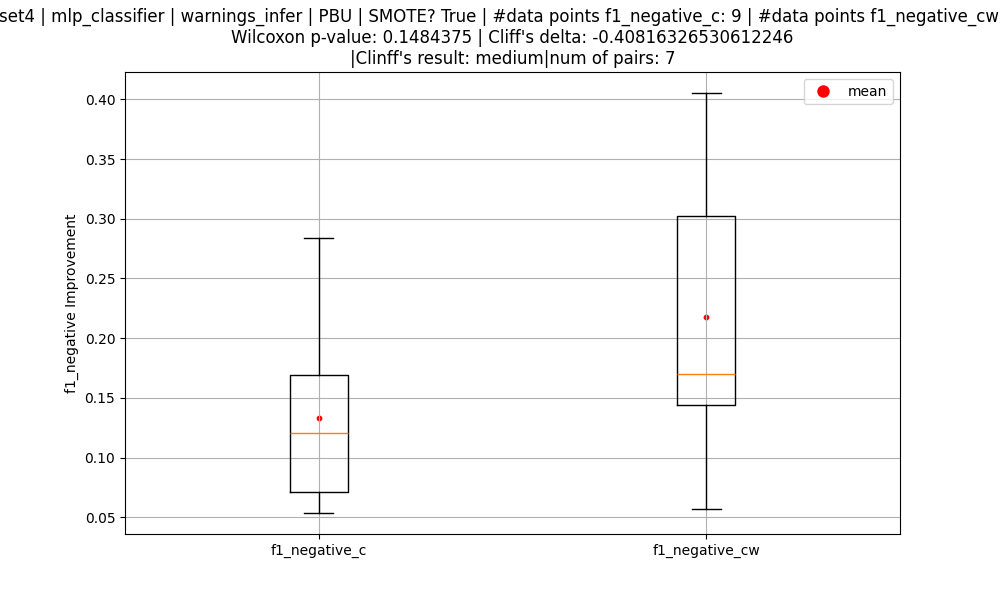 set4 | mlp_classifier | warnings_infer | PBU | SMOTE? True | #data points f1_negative_c: 9 | #data points f1_negative_cw
Wilcoxon p-value: 0.1484375 | Cliff's delta: -0.40816326530612246
|Clinff's result: medium|num of pairs: 7
mean
0.40
0.35
0.30
0.25
0.20
0.15
0.10
0.05
f1_negative Improvement
f1_negative_c
f1_negative_cw